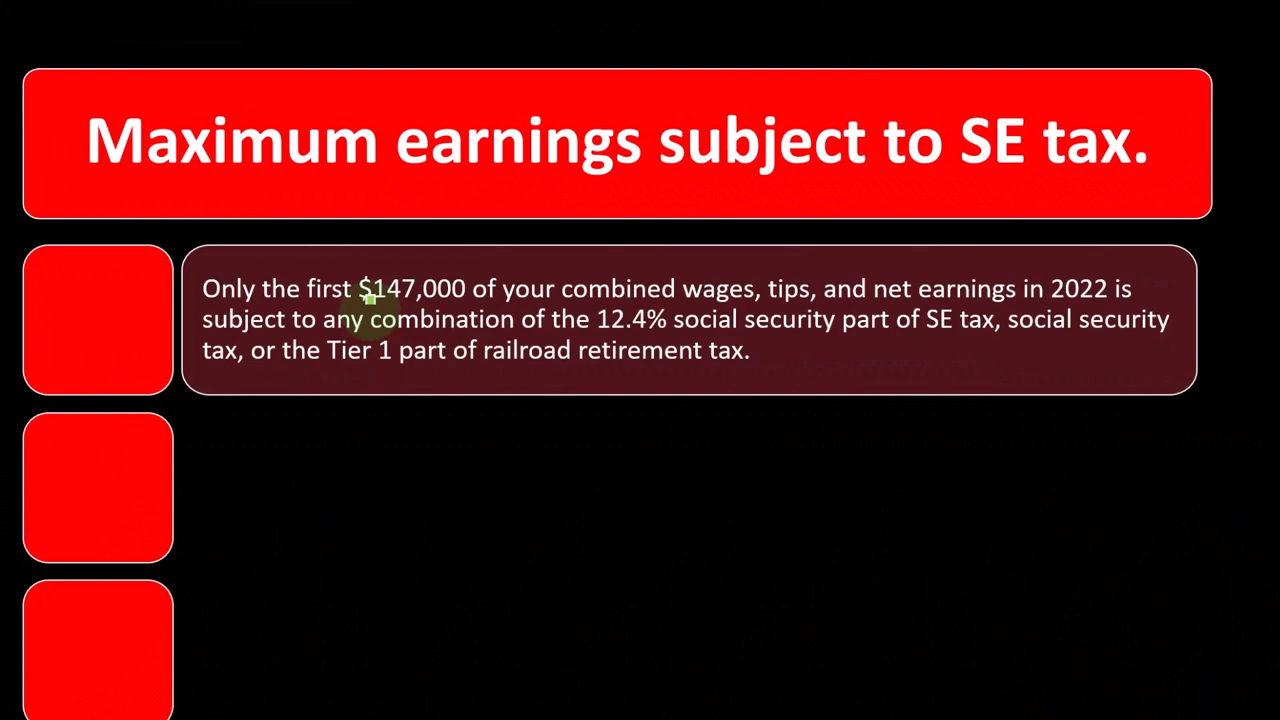 Maximum earnings subject to SE tax.
Only the first $147,000 of your combined wages, tips, and net earnings in 2022 is
subject to any combination of the 12.4% social security part of SE tax, social security
tax, or the Tier 1 part of railroad retirement tax.